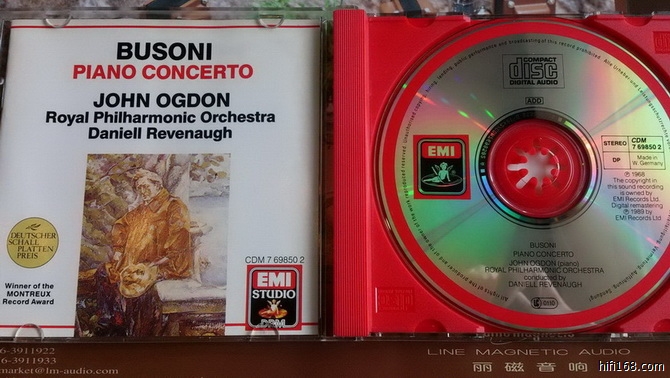 BUSONI
PIANO CONCERTO
JOHN OGDON
Royal Philharmonic Orchestra
Daniell Revenaugh
DEUTSCHER
SCHALL
PLATTEN
PREIS
Winner of the
MONTREUX
Record Award
CDM 7 69850 2
EMI
STUDIO
DRM
COMPACT
disc
DIGITAL AUDIO
ADD
EMI
STEREO
CDM
7 69850 2
DP
Made in
W. Germany
℗ 1968
The copyright in
this sound recording
is owned by
EMI Records Ltd.
Digital remastering
℗ 1989 by
EMI Records Ltd.
BUSONI
PIANO CONCERTO
JOHN OGDON (piano)
ROYAL PHILHARMONIC ORCHESTRA
conducted by
DANIELL REVENAUGH
6-3911922
6-3911933
market@lm-audio.com
LINE MAGNETIC AUDIO
丽磁音响
hifi168.com